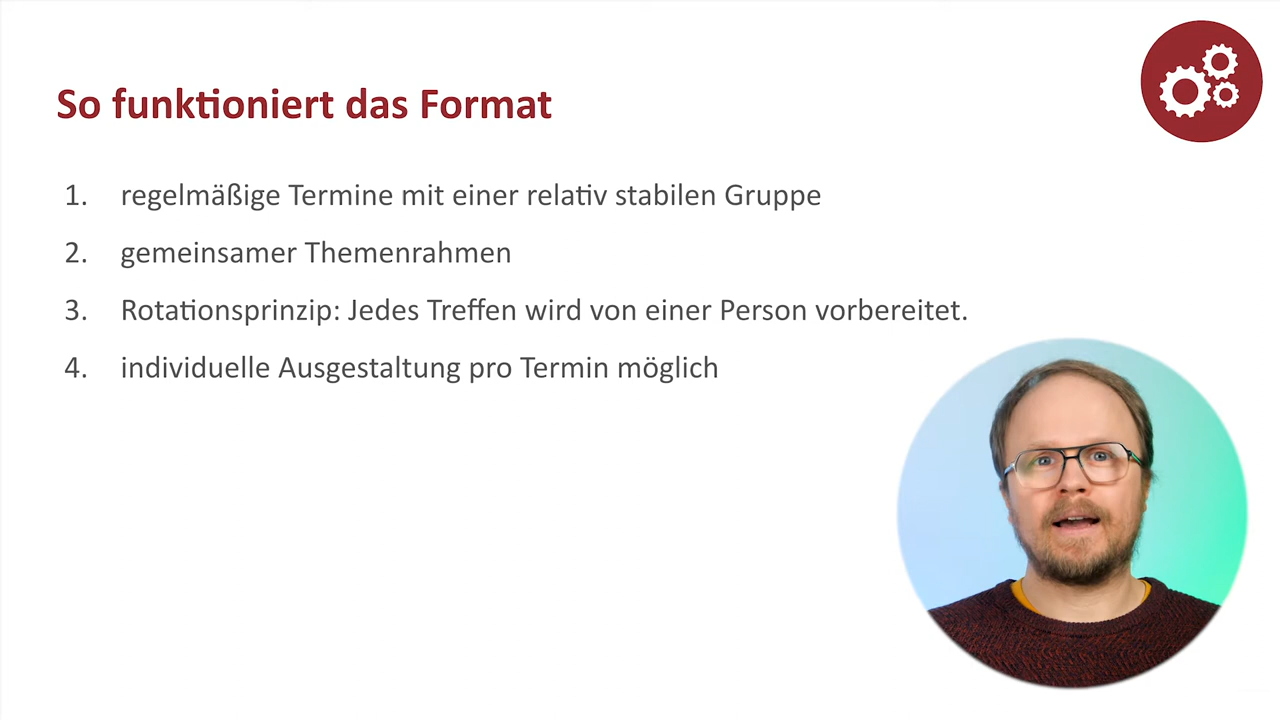 So funktioniert das Format
1. regelmäßige Termine mit einer relativ stabilen Gruppe
2. gemeinsamer Themenrahmen
3. Rotationsprinzip: Jedes Treffen wird von einer Person vorbereitet.
4. individuelle Ausgestaltung pro Termin möglich